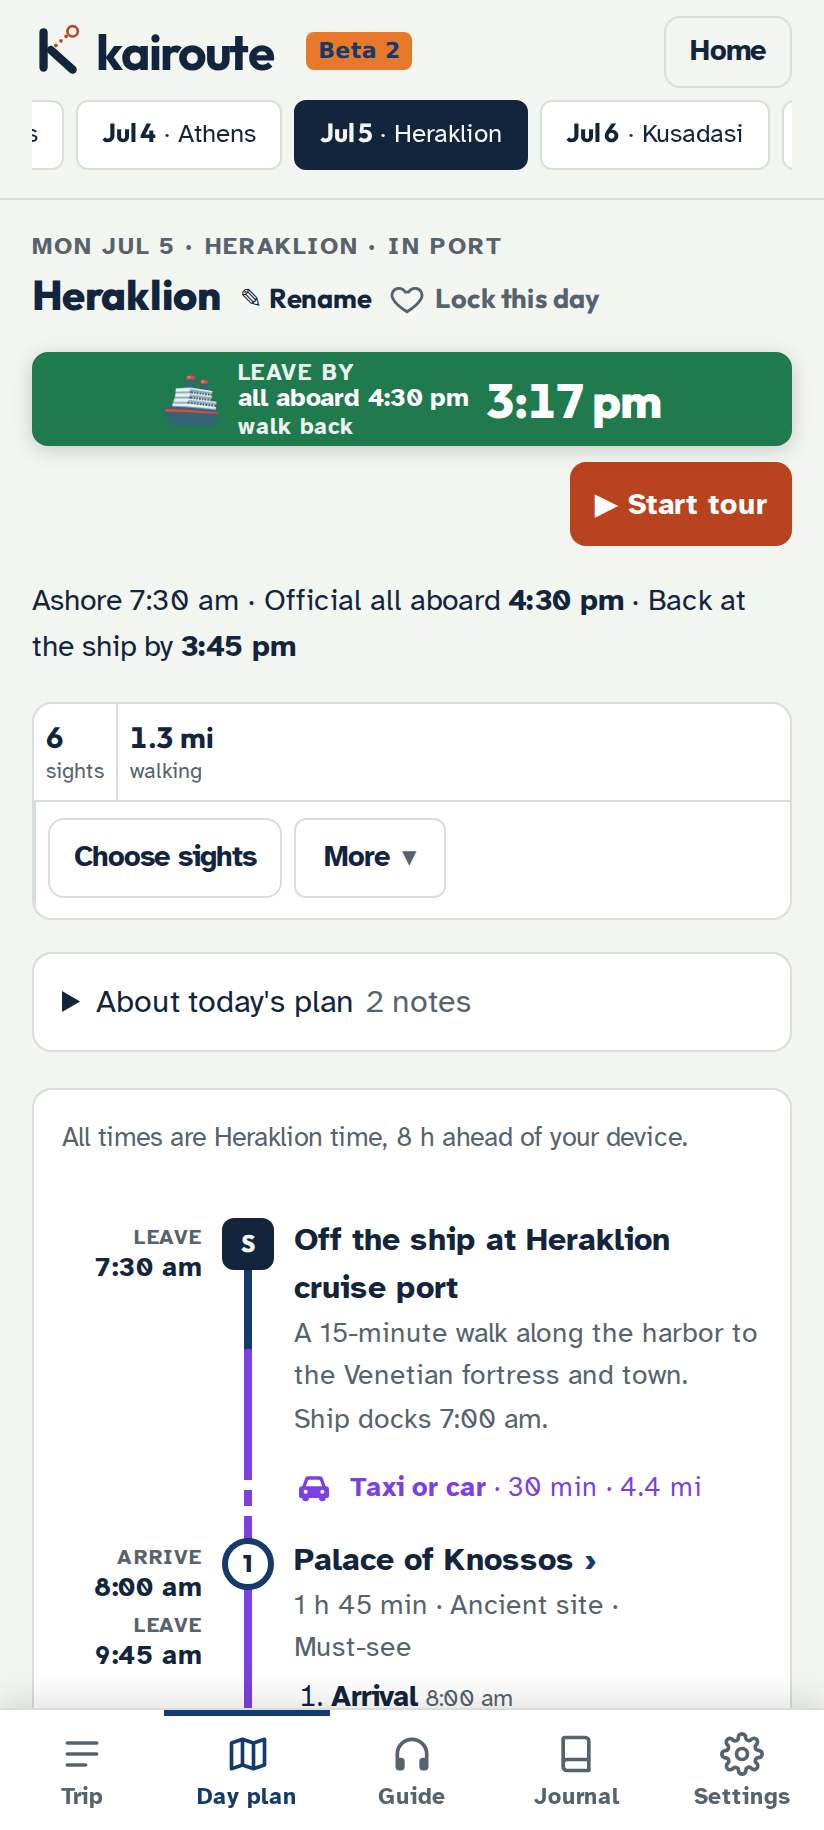 kairoute Beta 2 Home
s Jul 4 · Athens Jul 5 · Heraklion Jul 6 · Kusadasi
MON JUL 5 · HERAKLION · IN PORT
Heraklion ✎ Rename Lock this day
LEAVE BY
all aboard 4:30 pm
walk back
3:17 pm
▶ Start tour
Ashore 7:30 am · Official all aboard 4:30 pm · Back at
the ship by 3:45 pm
6
sights
1.3 mi
walking
Choose sights More ▼
▶ About today's plan 2 notes
All times are Heraklion time, 8 h ahead of your device.
LEAVE
7:30 am
S
Off the ship at Heraklion
cruise port
A 15-minute walk along the harbor to
the Venetian fortress and town.
Ship docks 7:00 am.
Taxi or car · 30 min · 4.4 mi
ARRIVE
8:00 am
LEAVE
9:45 am
1
Palace of Knossos ›
1 h 45 min · Ancient site ·
Must-see
1. Arrival 8:00 am
Trip Day plan Guide Journal Settings